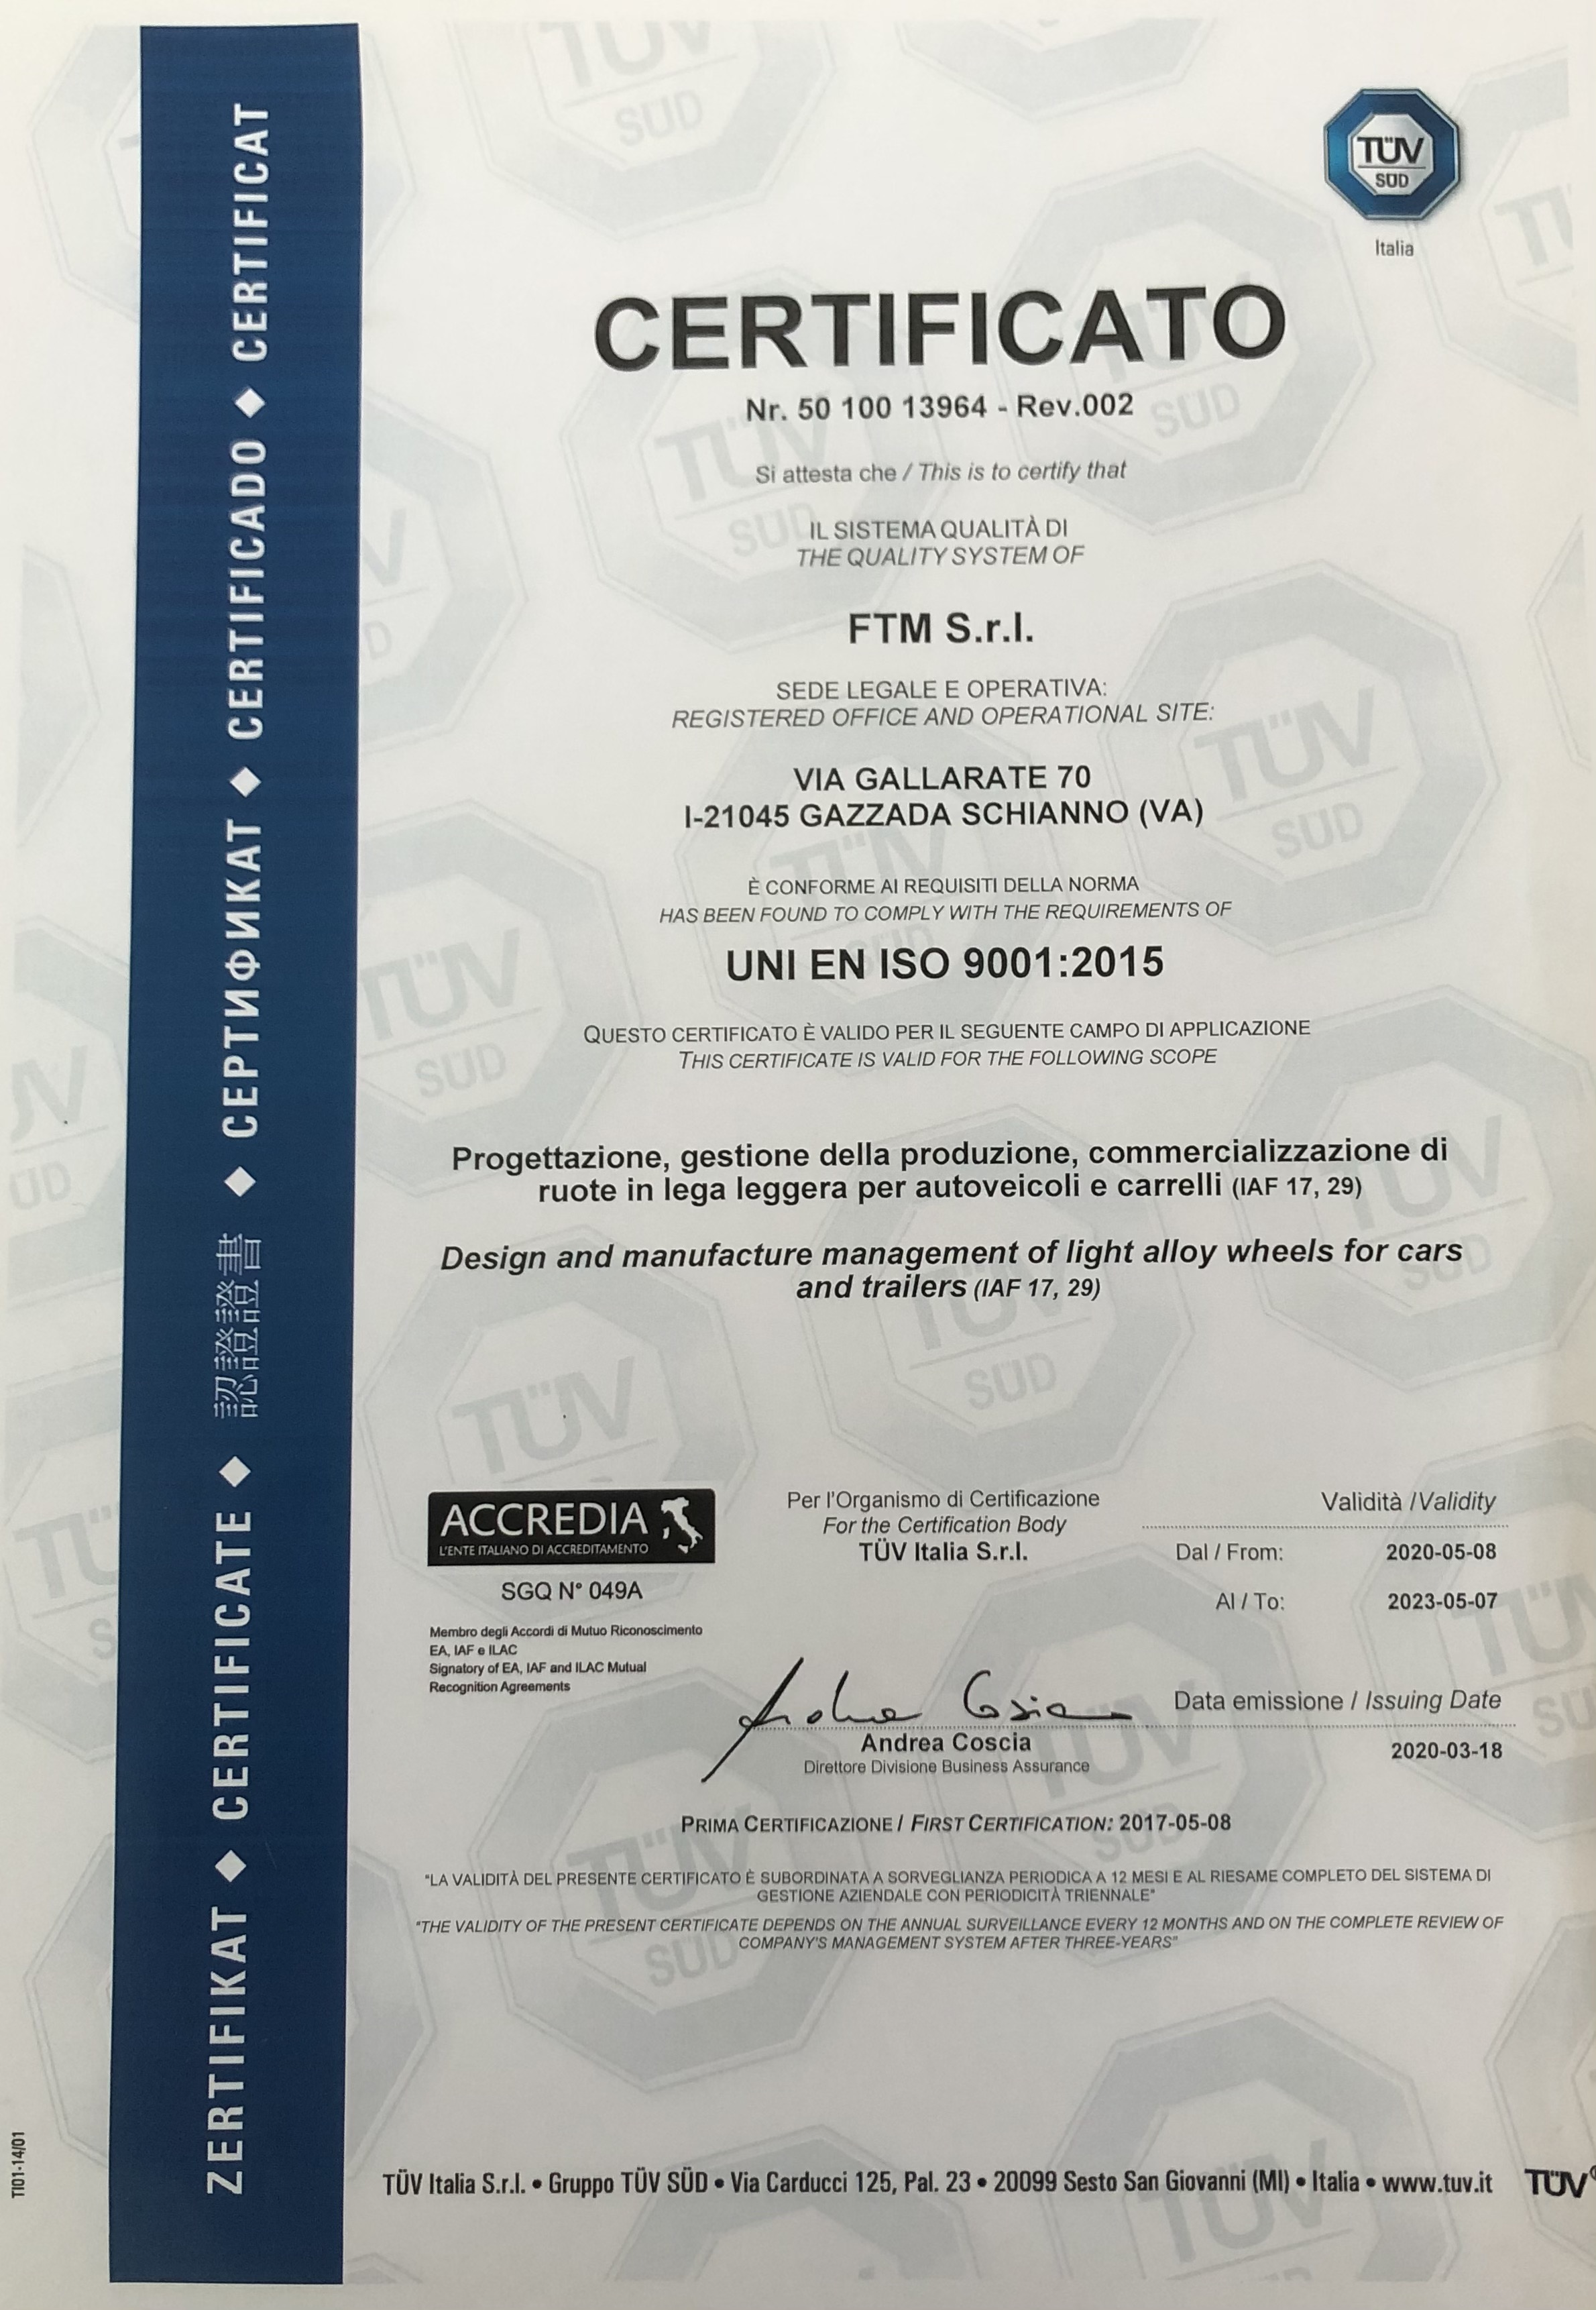 ZERTIFIKAT ◆ CERTIFICATE ◆ 認證證書 ◆ СЕРТИФИКАТ ◆ CERTIFICADO ◆ CERTIFICAT
TÜV
SÜD
Italia
CERTIFICATO
Nr. 50 100 13964 - Rev.002
Si attesta che / This is to certify that
IL SISTEMA QUALITÀ DI
THE QUALITY SYSTEM OF
FTM S.r.l.
SEDE LEGALE E OPERATIVA:
REGISTERED OFFICE AND OPERATIONAL SITE:
VIA GALLARATE 70
I-21045 GAZZADA SCHIANNO (VA)
È CONFORME AI REQUISITI DELLA NORMA
HAS BEEN FOUND TO COMPLY WITH THE REQUIREMENTS OF
UNI EN ISO 9001:2015
QUESTO CERTIFICATO È VALIDO PER IL SEGUENTE CAMPO DI APPLICAZIONE
THIS CERTIFICATE IS VALID FOR THE FOLLOWING SCOPE
Progettazione, gestione della produzione, commercializzazione di
ruote in lega leggera per autoveicoli e carrelli (IAF 17, 29)
Design and manufacture management of light alloy wheels for cars
and trailers (IAF 17, 29)
ACCREDIA
L'ENTE ITALIANO DI ACCREDITAMENTO
SGQ N° 049A
Membro degli Accordi di Mutuo Riconoscimento
EA, IAF e ILAC
Signatory of EA, IAF and ILAC Mutual
Recognition Agreements
Per l'Organismo di Certificazione
For the Certification Body
TÜV Italia S.r.l.
Validità /Validity
Dal / From: 2020-05-08
Al / To: 2023-05-07
Andrea Coscia
Andrea Coscia
Direttore Divisione Business Assurance
Data emissione / Issuing Date
2020-03-18
PRIMA CERTIFICAZIONE / FIRST CERTIFICATION: 2017-05-08
"LA VALIDITÀ DEL PRESENTE CERTIFICATO È SUBORDINATA A SORVEGLIANZA PERIODICA A 12 MESI E AL RIESAME COMPLETO DEL SISTEMA DI
GESTIONE AZIENDALE CON PERIODICITÀ TRIENNALE"
"THE VALIDITY OF THE PRESENT CERTIFICATE DEPENDS ON THE ANNUAL SURVEILLANCE EVERY 12 MONTHS AND ON THE COMPLETE REVIEW OF
COMPANY'S MANAGEMENT SYSTEM AFTER THREE-YEARS"
TI01-14/01
TÜV Italia S.r.l. • Gruppo TÜV SÜD • Via Carducci 125, Pal. 23 • 20099 Sesto San Giovanni (MI) • Italia • www.tuv.it TÜV®